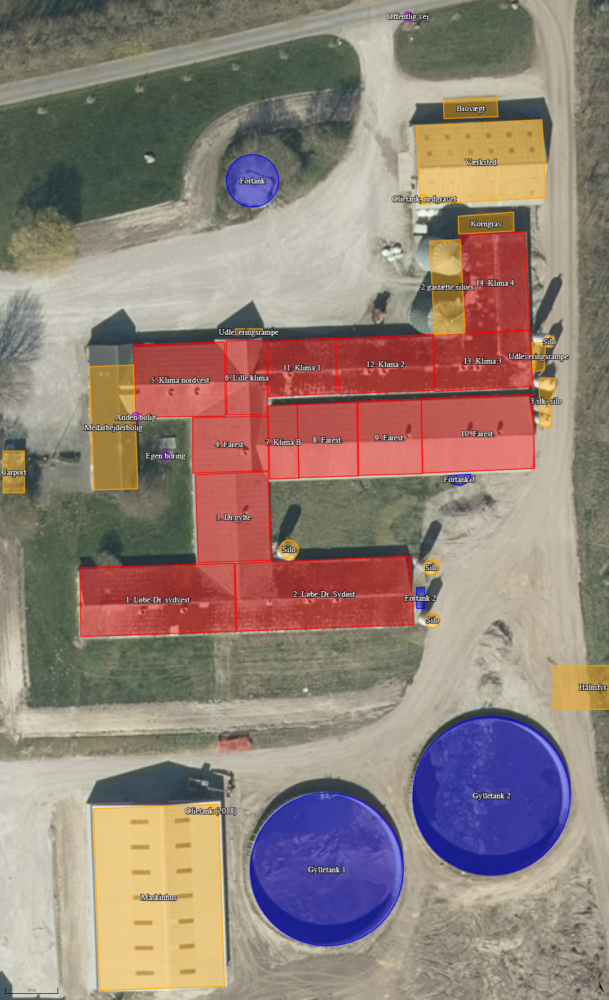 Offentlig vej
Brovægt
Værksted
Fortank
Olietank, nedgravet
Korngrav
14. Klima 4
2 gastætte siloer
Udleveringsrampe
Silo
Udleveringsrampe
13. Klima 3
12. Klima 2
11. Klima 1
6. Lille klima
5. Klima nordvest
3 stk. silo
Anden bolig
Medarbejderbolig
10. Farest.
9. Farest.
8. Farest.
7. Klima B
4. Farest.
Egen boring
Carport
Fortank 3
3. Dr.gylte
Silo
Silo
2. Løbe-Dr. Sydøst
Fortank 2
1. Løbe-Dr. sydvest
Silo
Halmfyr
Gylletank 2
Olietank (2018)
Gylletank 1
Maskinhus
10 m
N